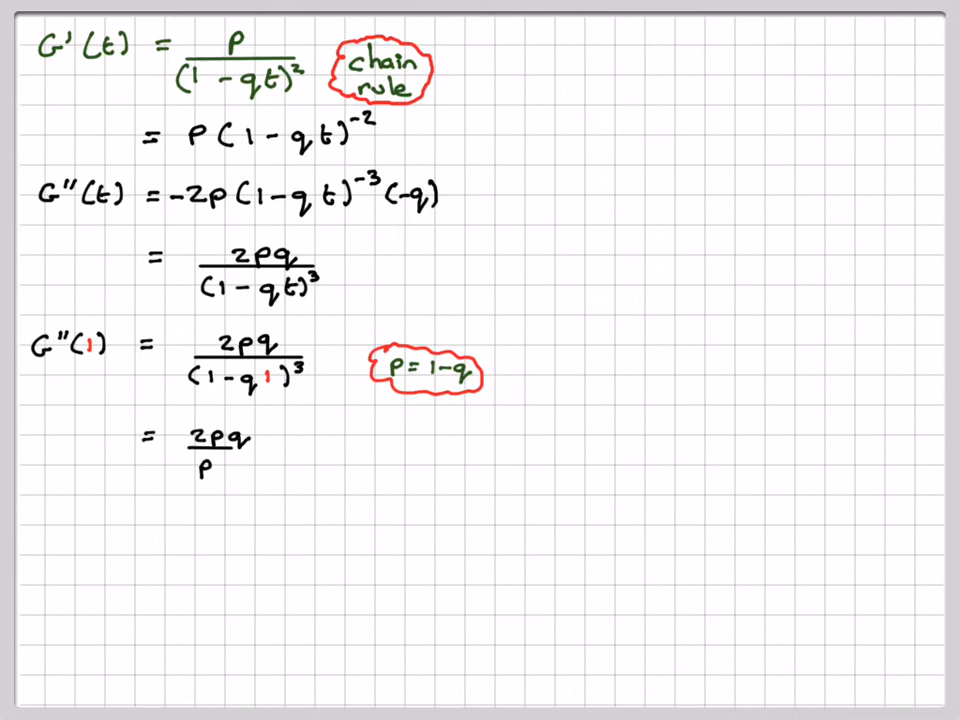 G'(t) = p/(1 - qt)² chain rule
= p(1 - qt)⁻²
G''(t) = -2p(1 - qt)⁻³(-q)
= 2pq/(1 - qt)³
G''(1) = 2pq/(1 - q1)³ p = 1 - q
= 2pq/p